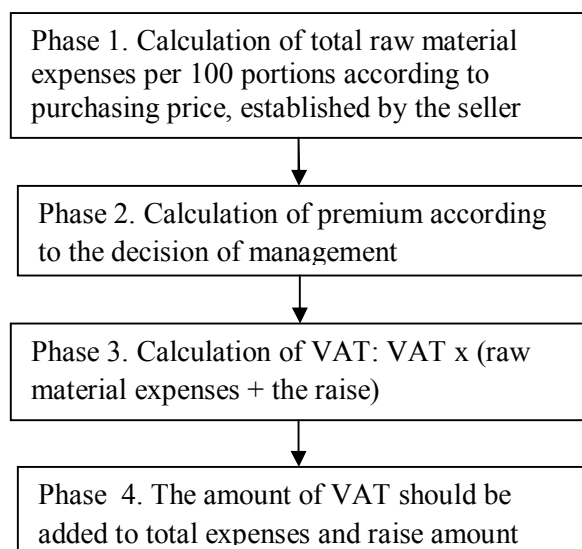 Phase 1. Calculation of total raw material
expenses per 100 portions according to
purchasing price, established by the seller
Phase 2. Calculation of premium according
to the decision of management
Phase 3. Calculation of VAT: VAT x (raw
material expenses + the raise)
Phase 4. The amount of VAT should be
added to total expenses and raise amount